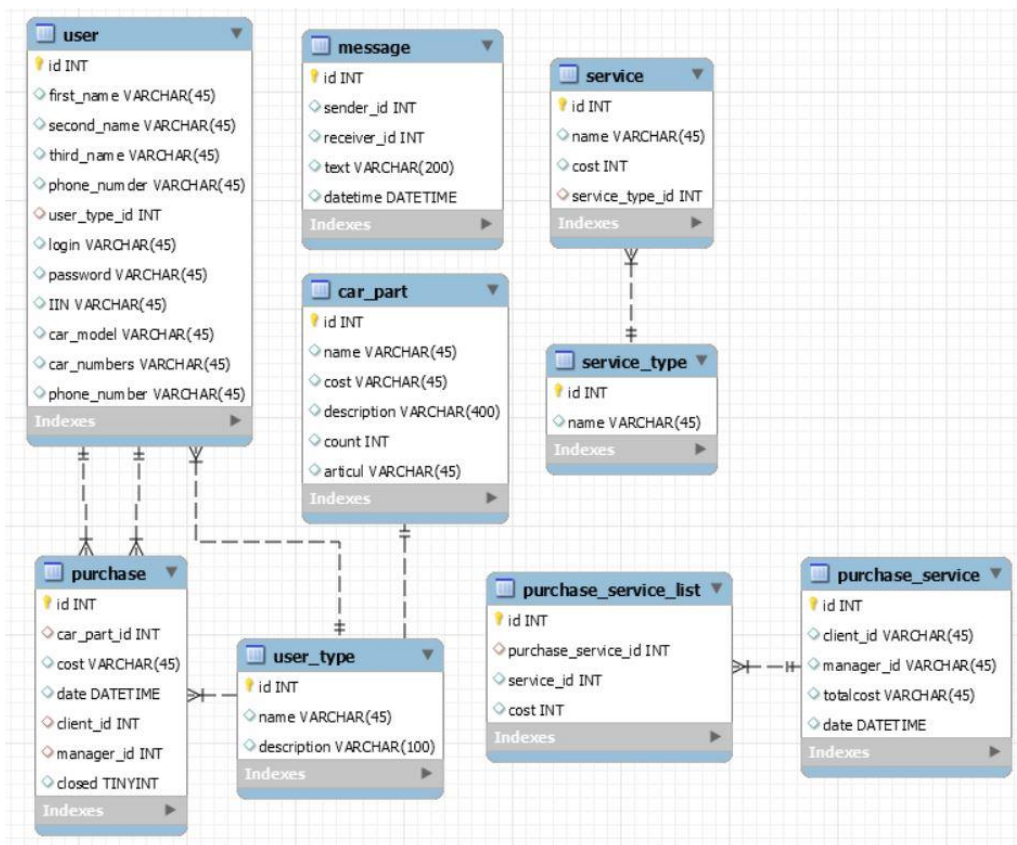 user
id INT
first_name VARCHAR(45)
second_name VARCHAR(45)
third_name VARCHAR(45)
phone_numder VARCHAR(45)
user_type_id INT
login VARCHAR(45)
password VARCHAR(45)
IIN VARCHAR(45)
car_model VARCHAR(45)
car_numbers VARCHAR(45)
phone_number VARCHAR(45)
Indexes
message
id INT
sender_id INT
receiver_id INT
text VARCHAR(200)
datetime DATETIME
Indexes
service
id INT
name VARCHAR(45)
cost INT
service_type_id INT
Indexes
car_part
id INT
name VARCHAR(45)
cost VARCHAR(45)
description VARCHAR(400)
count INT
articul VARCHAR(45)
Indexes
service_type
id INT
name VARCHAR(45)
Indexes
purchase
id INT
car_part_id INT
cost VARCHAR(45)
date DATETIME
client_id INT
manager_id INT
closed TINYINT
Indexes
user_type
id INT
name VARCHAR(45)
description VARCHAR(100)
Indexes
purchase_service_list
id INT
purchase_service_id INT
service_id INT
cost INT
Indexes
purchase_service
id INT
client_id VARCHAR(45)
manager_id VARCHAR(45)
totalcost VARCHAR(45)
date DATETIME
Indexes